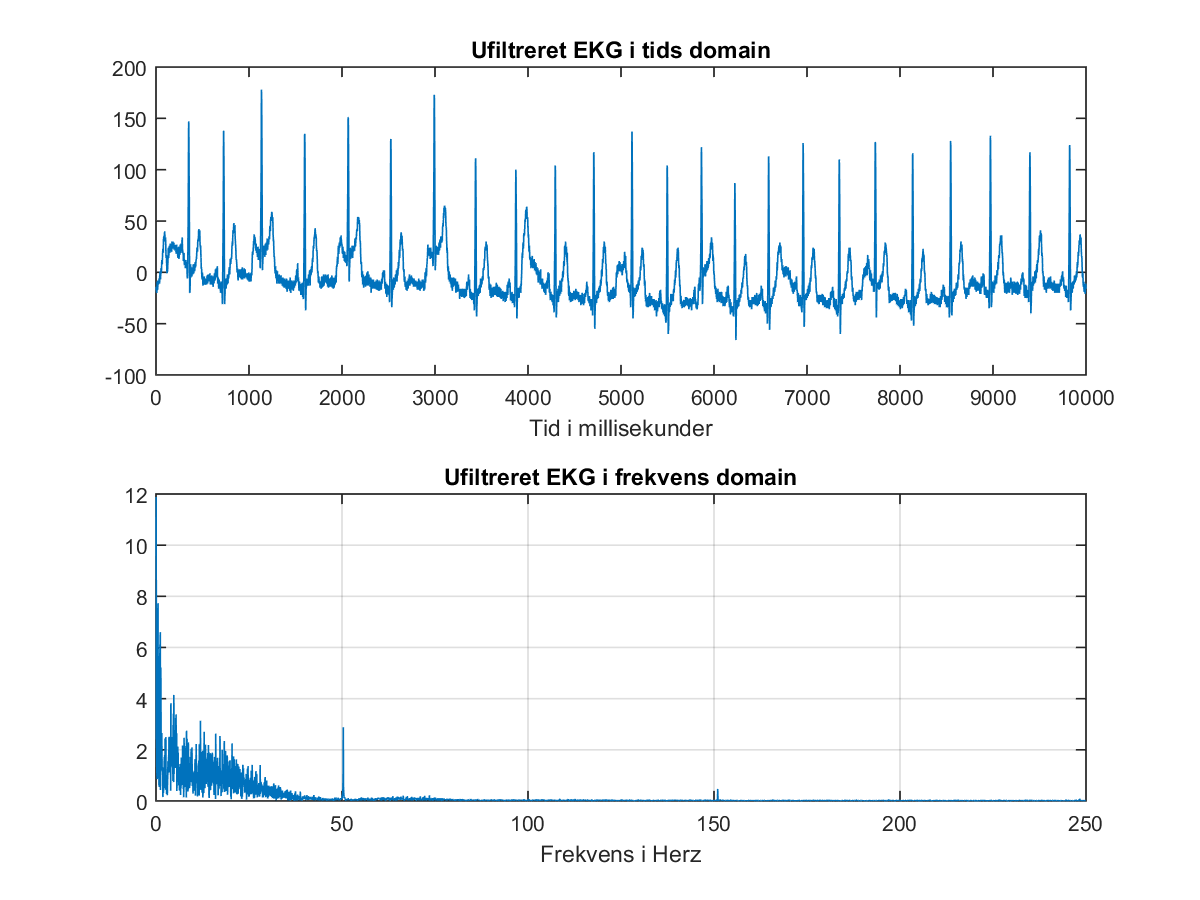 Ufiltreret EKG i tids domain
200
150
100
50
0
-50
-100
0 1000 2000 3000 4000 5000 6000 7000 8000 9000 10000
Tid i millisekunder
Ufiltreret EKG i frekvens domain
12
10
8
6
4
2
0
0 50 100 150 200 250
Frekvens i Herz